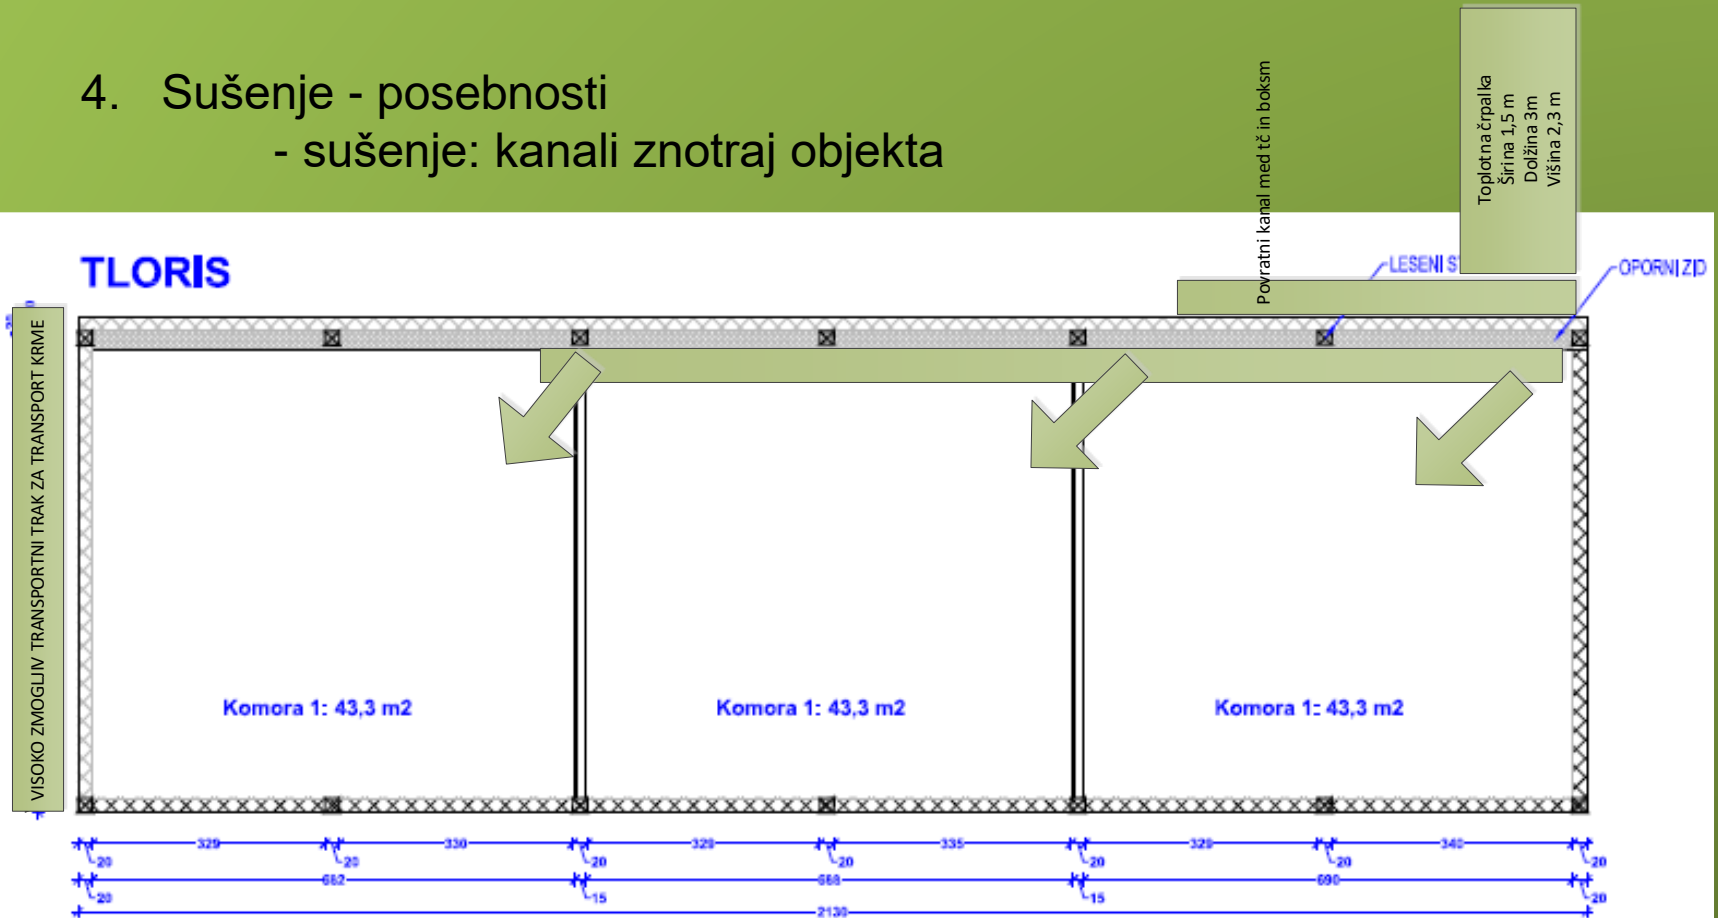 4. Sušenje - posebnosti
- sušenje: kanali znotraj objekta
Povratni kanal med tč in boksm
Toplotna črpalka
Širina 1,5 m
Dolžina 3m
Višina 2,3 m
TLORIS
LESENI S
OPORNI ZID
VISOKO ZMOGLJIV TRANSPORTNI TRAK ZA TRANSPORT KRME
Komora 1: 43,3 m2 Komora 1: 43,3 m2 Komora 1: 43,3 m2
329 330 329 335 329 340
20 20 20 20 20 20 20
682 688 690
20 15 15 20
2130